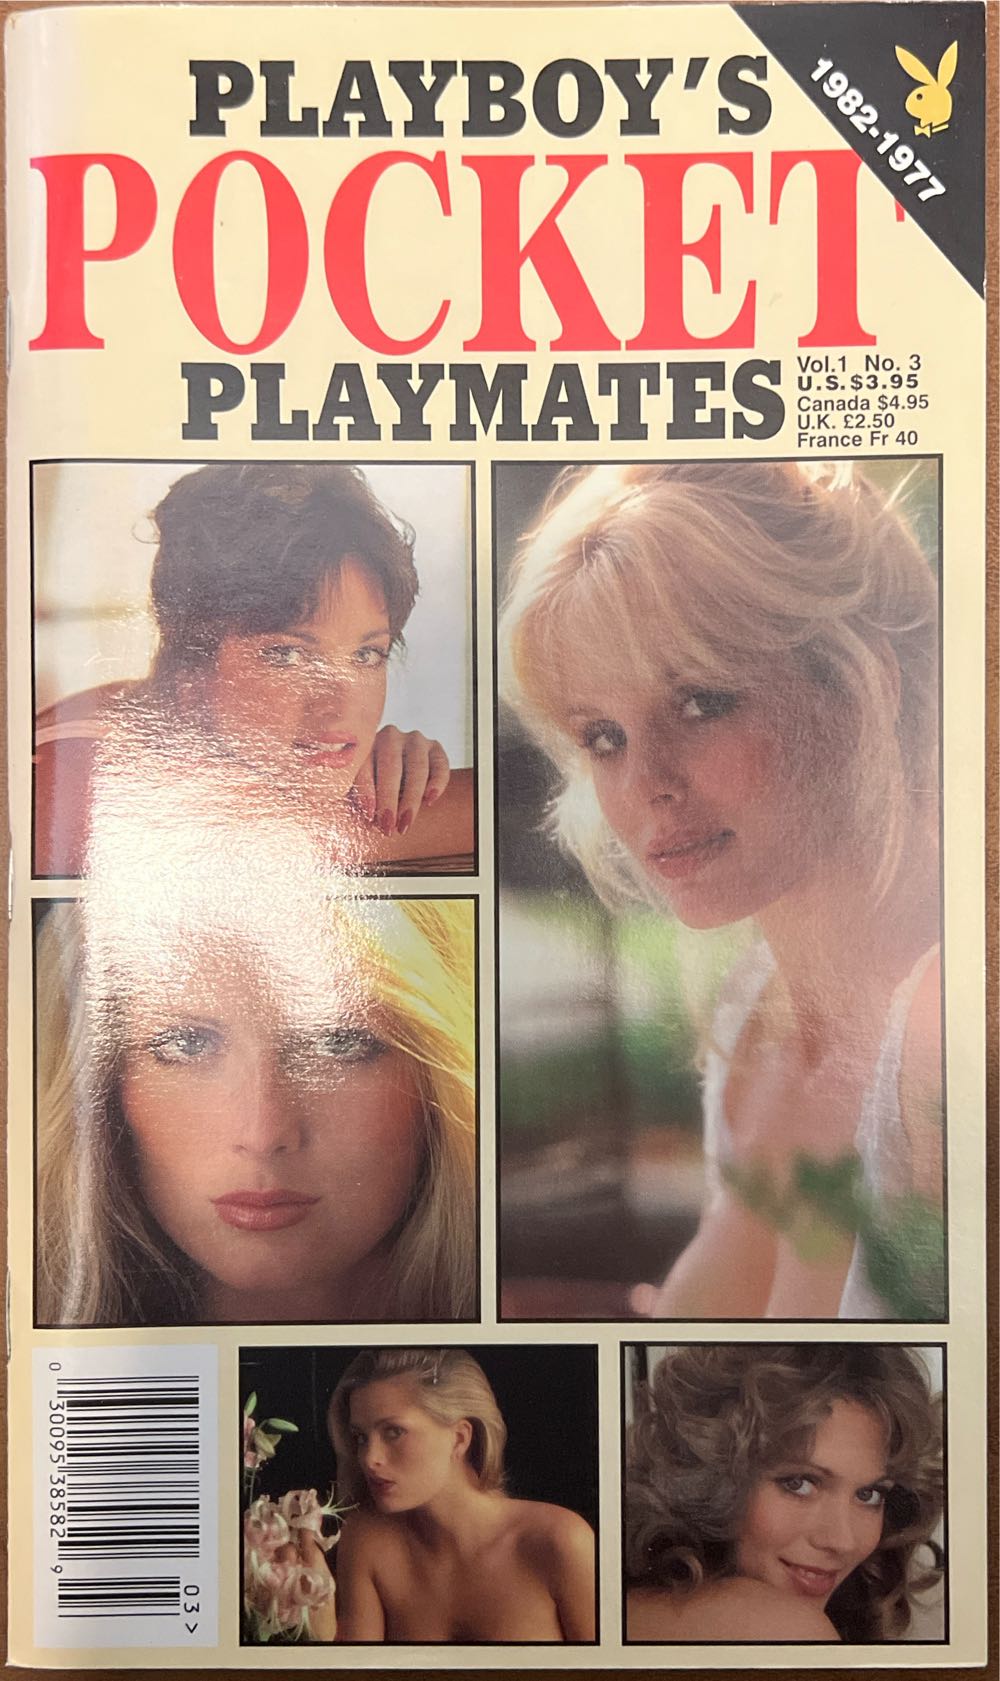 PLAYBOY'S
1982-1977
POCKET
PLAYMATES
Vol.1 No. 3
U.S.$3.95
Canada $4.95
U.K. £2.50
France Fr 40
0 30095 38582 9
03>